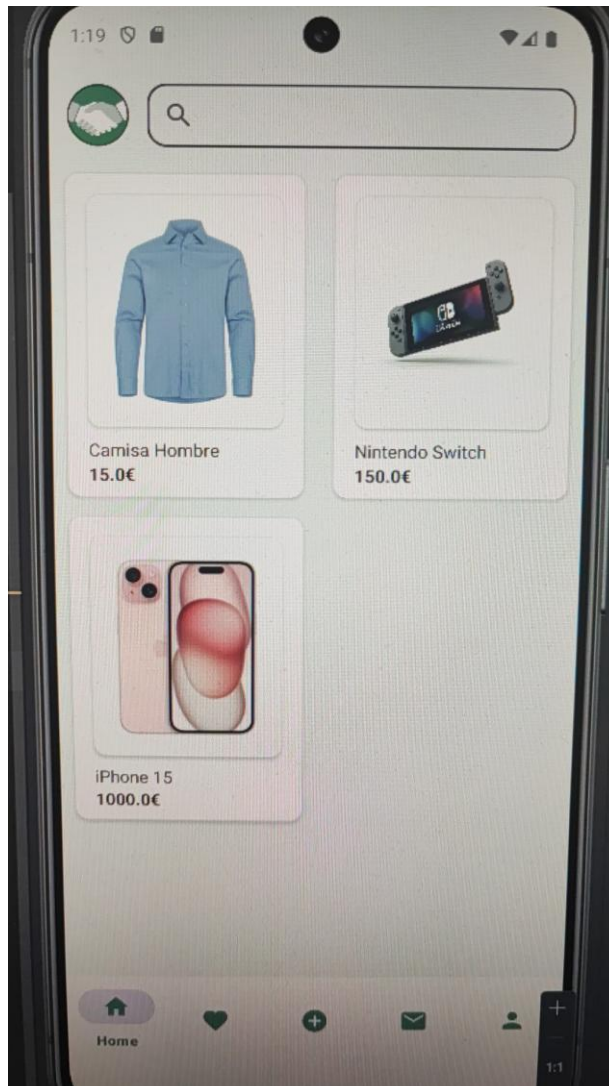 1:19
Camisa Hombre
15.0€
Nintendo Switch
150.0€
iPhone 15
1000.0€
Home
1:1